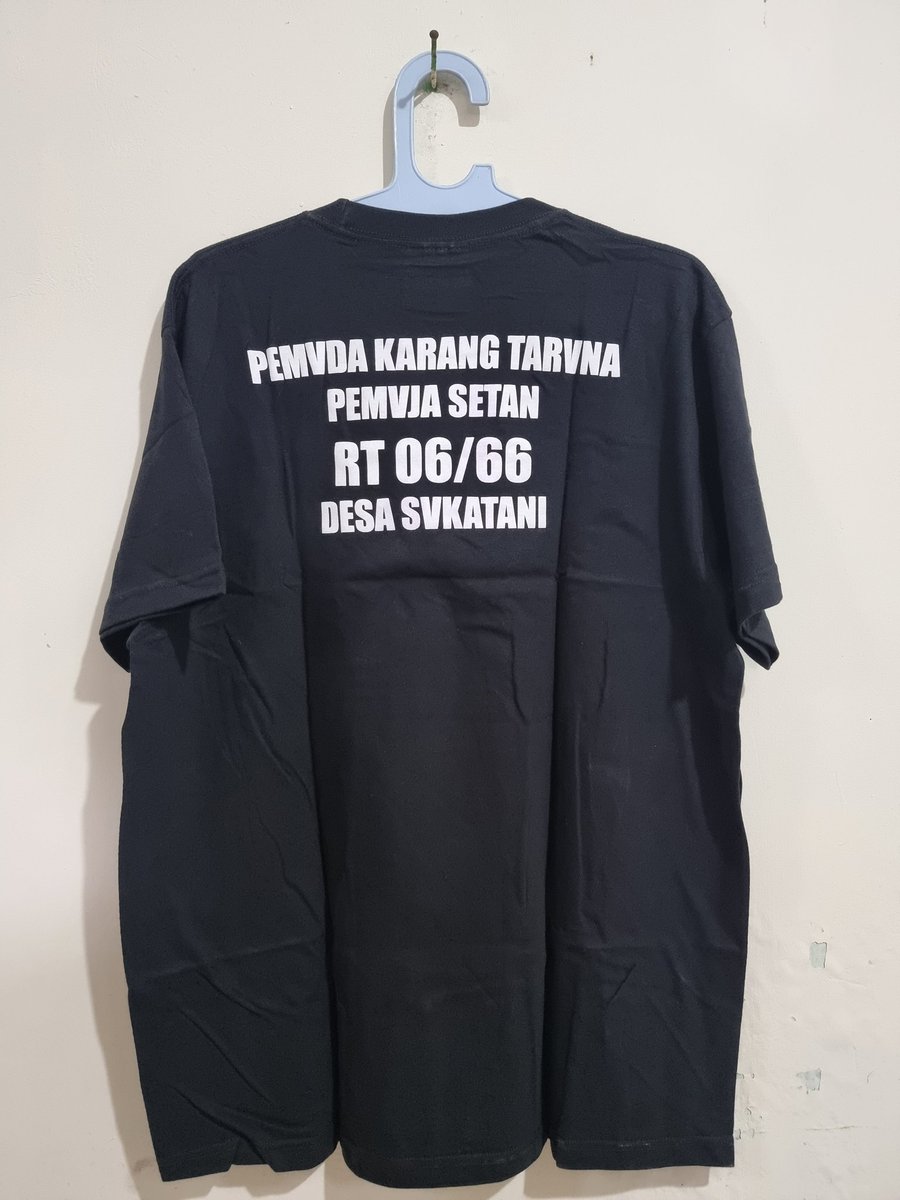 PEMVDA KARANG TARVNA
PEMVJA SETAN
RT 06/66
DESA SVKATANI